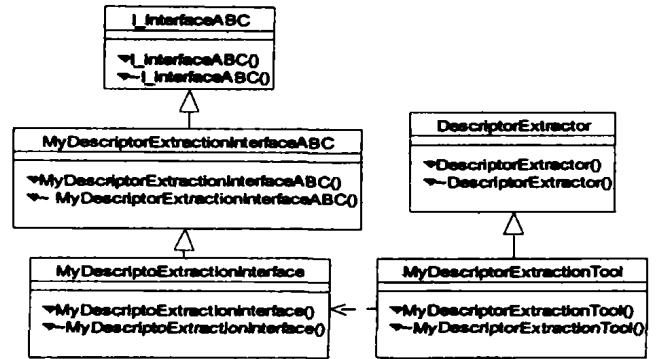 I_InterfaceABC
I_InterfaceABC()
~I_InterfaceABC()
MyDescriptorExtractionInterfaceABC
MyDescriptorExtractionInterfaceABC()
~ MyDescriptorExtractionInterfaceABC()
DescriptorExtractor
DescriptorExtractor()
~DescriptorExtractor()
MyDescriptoExtractionInterface
MyDescriptoExtractionInterface()
~MyDescriptoExtractionInterface()
MyDescriptorExtractionTool
MyDescriptorExtractionTool()
~MyDescriptorExtractionTool()